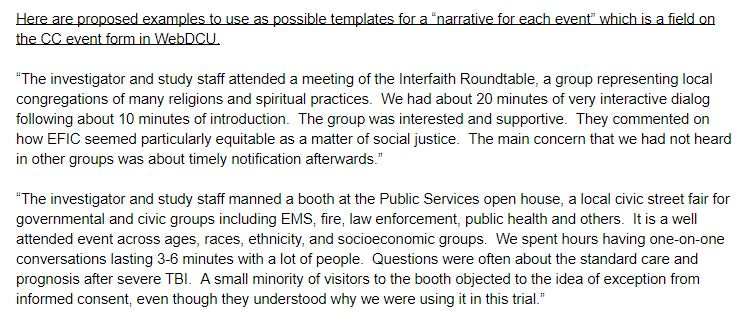 Here are proposed examples to use as possible templates for a “narrative for each event” which is a field on
the CC event form in WebDCU.
“The investigator and study staff attended a meeting of the Interfaith Roundtable, a group representing local
congregations of many religions and spiritual practices.  We had about 20 minutes of very interactive dialog
following about 10 minutes of introduction.  The group was interested and supportive.  They commented on
how EFIC seemed particularly equitable as a matter of social justice.  The main concern that we had not heard
in other groups was about timely notification afterwards.”
“The investigator and study staff manned a booth at the Public Services open house, a local civic street fair for
governmental and civic groups including EMS, fire, law enforcement, public health and others.  It is a well
attended event across ages, races, ethnicity, and socioeconomic groups.  We spent hours having one-on-one
conversations lasting 3-6 minutes with a lot of people.  Questions were often about the standard care and
prognosis after severe TBI.  A small minority of visitors to the booth objected to the idea of exception from
informed consent, even though they understood why we were using it in this trial.”